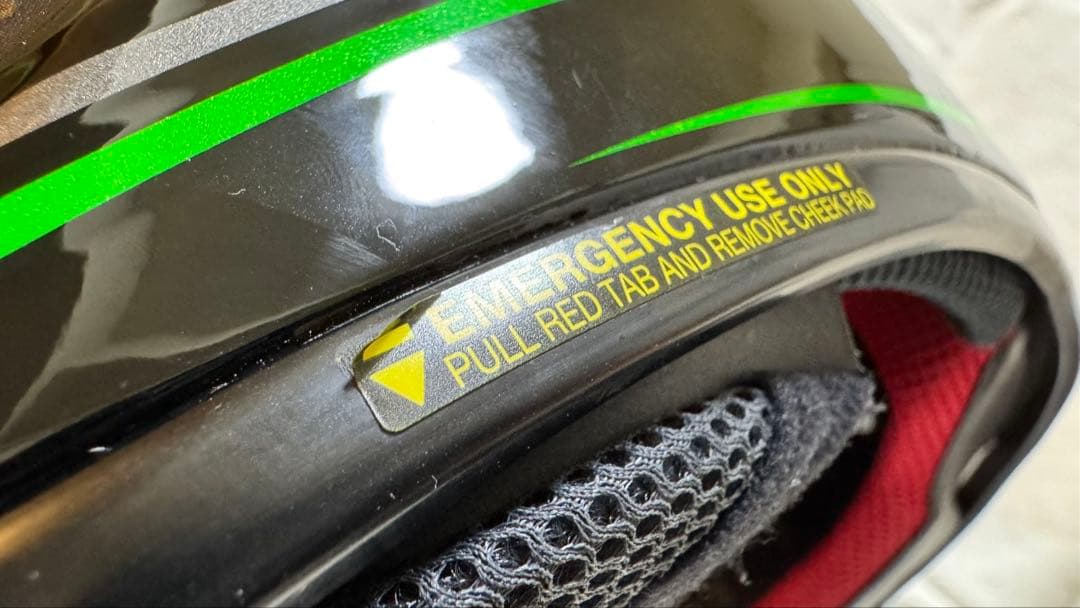 EMERGENCY USE ONLY
PULL RED TAB AND REMOVE CHEEK PAD